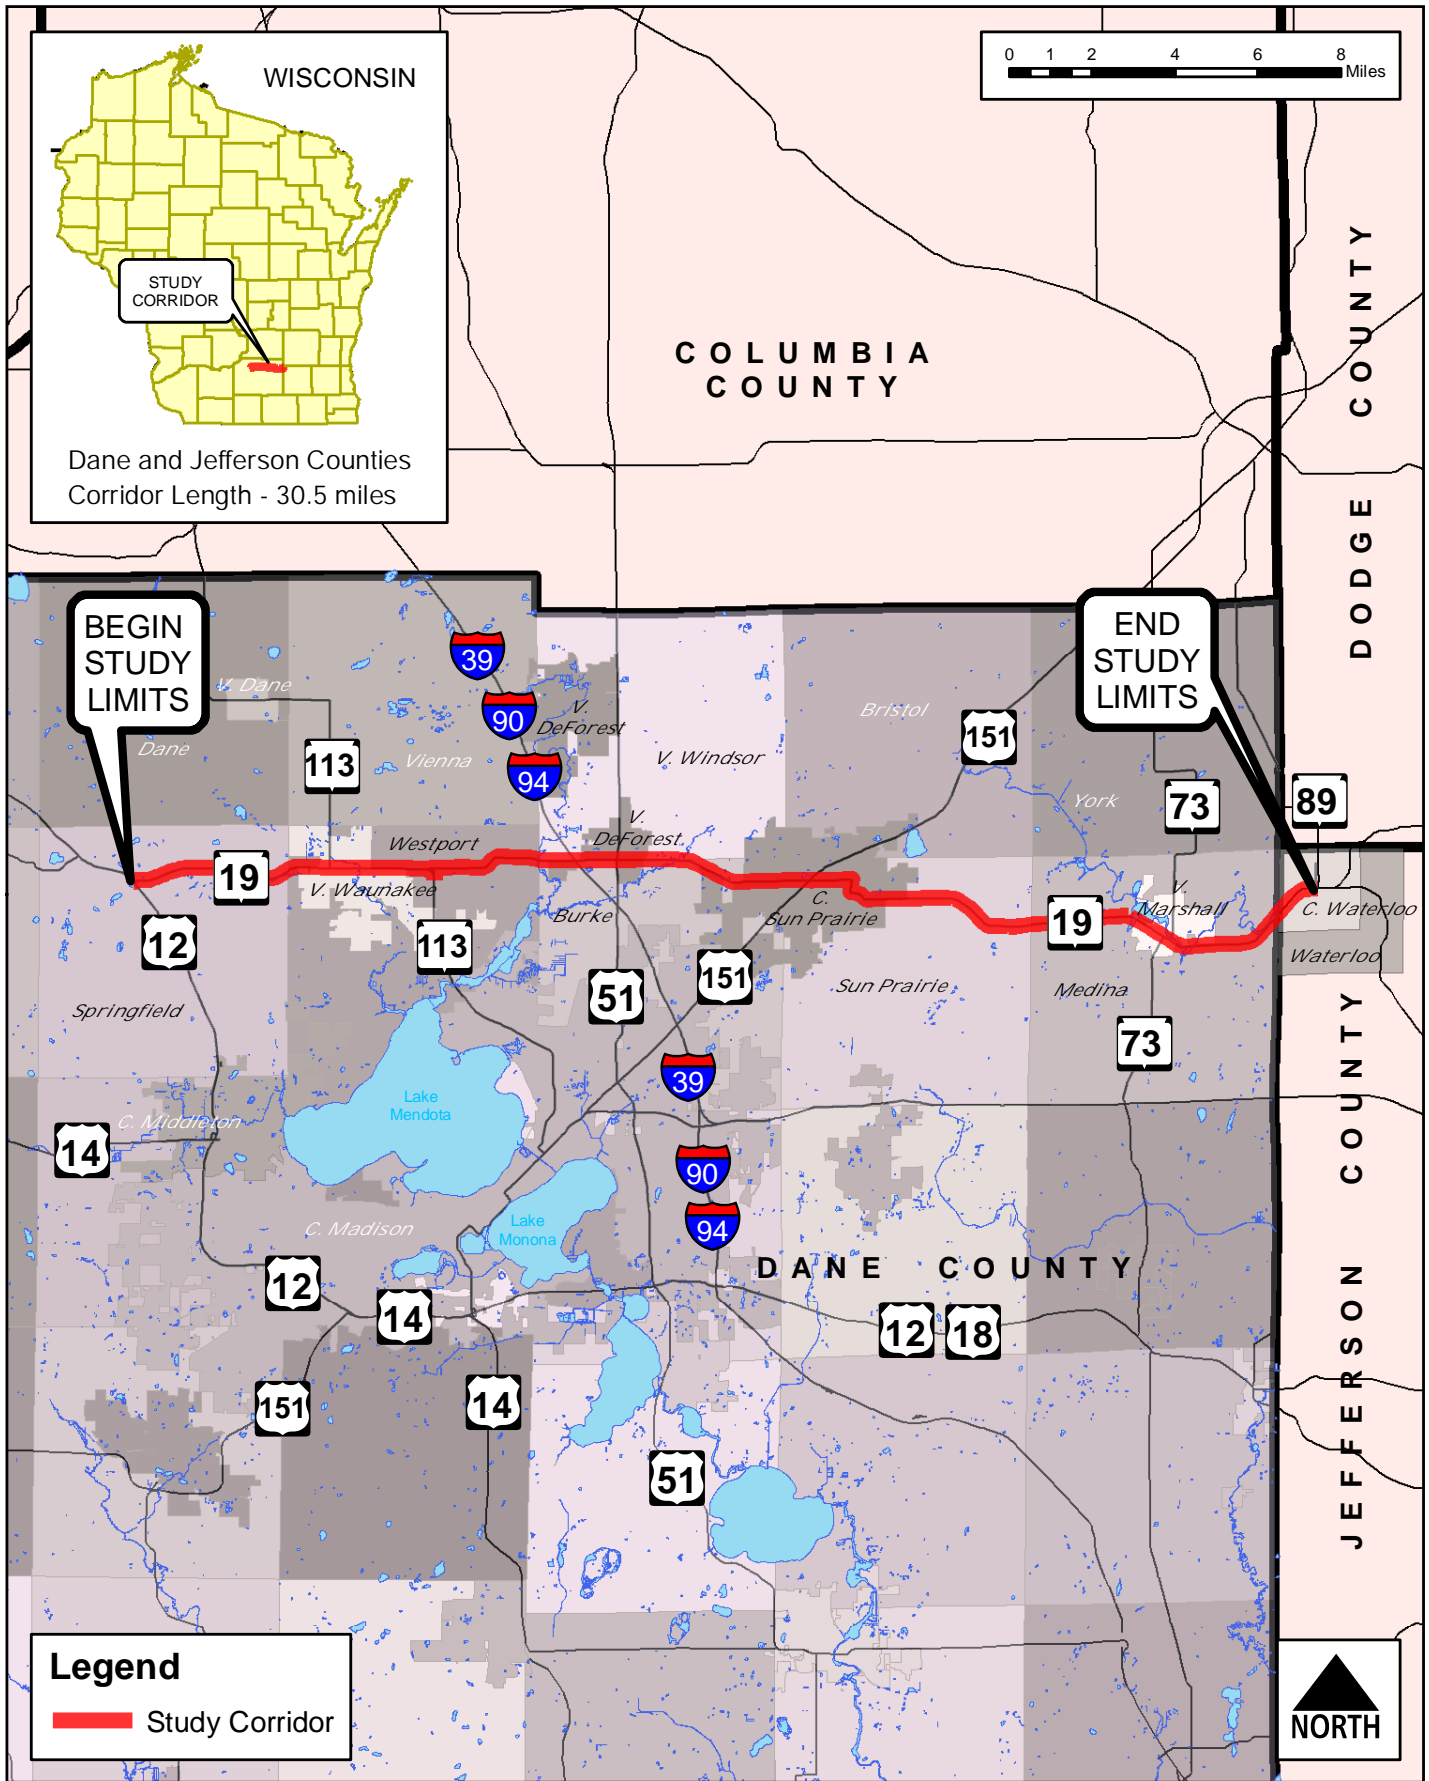 WISCONSIN
STUDY
CORRIDOR
Dane and Jefferson Counties
Corridor Length - 30.5 miles
0 1 2 4 6 8
Miles
COLUMBIA
COUNTY
DODGE COUNTY
BEGIN
STUDY
LIMITS
END
STUDY
LIMITS
39
90
94
V. Dane
Dane
113
Vienna
V.
DeForest
V. Windsor
Bristol
151
York
73
89
Westport
V.
DeForest
19
V. Waunakee
Burke
C.
Sun Prairie
19
V.
Marshall
C. Waterloo
Waterloo
12
113
51
151
Sun Prairie
Medina
Springfield
73
39
Lake
Mendota
C. Middleton
14
90
94
C. Madison
Lake
Monona
DANE COUNTY
JEFFERSON COUNTY
12
14
12
18
151
14
51
Legend
Study Corridor
NORTH